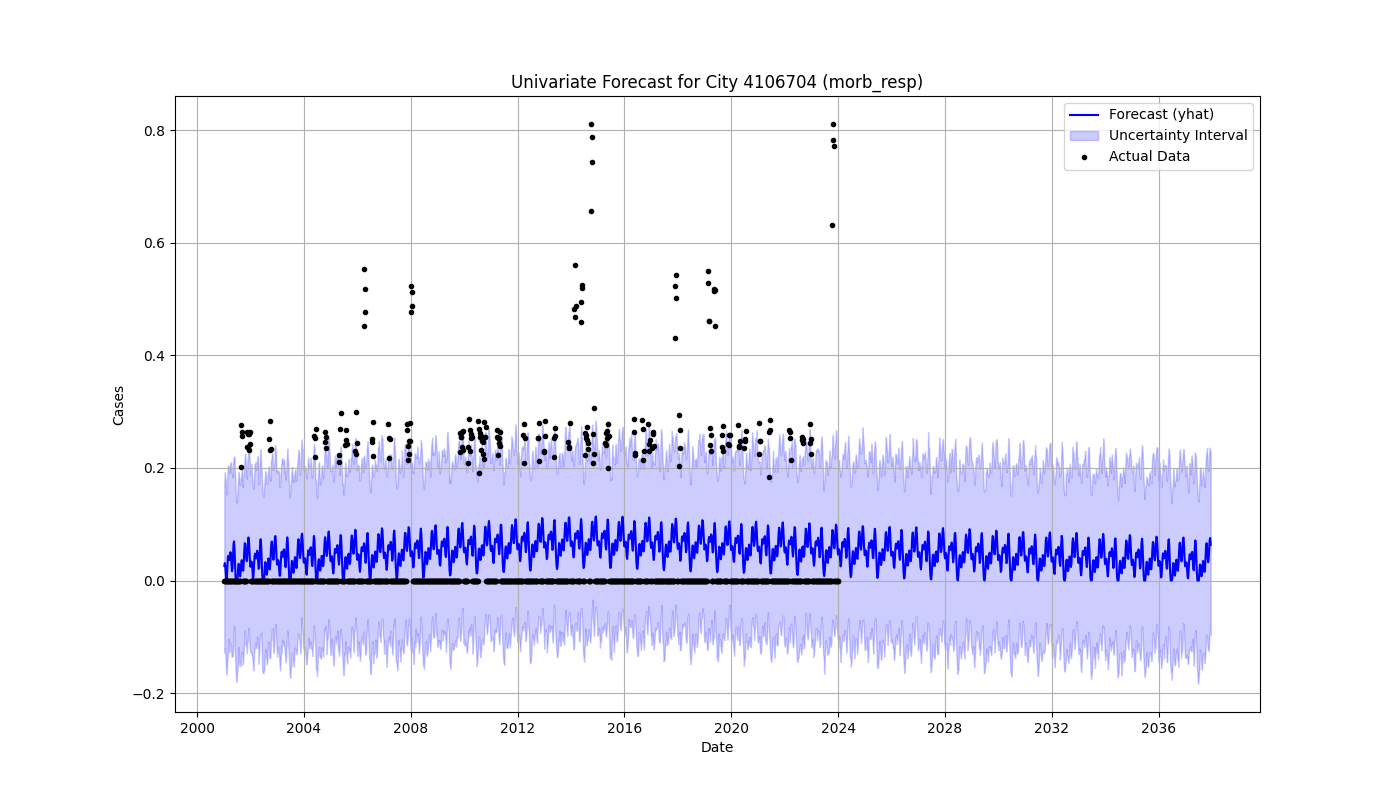 Univariate Forecast for City 4106704 (morb_resp)
Forecast (yhat)
Uncertainty Interval
Actual Data
Cases
0.8
0.6
0.4
0.2
0.0
−0.2
2000 2004 2008 2012 2016 2020 2024 2028 2032 2036
Date